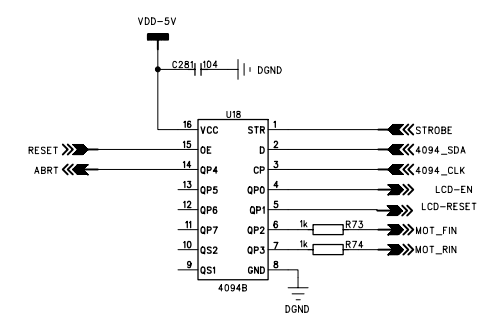 VDD-5V
C281 104
DGND
U18
16 VCC STR 1 STROBE
RESET 15 OE D 2 4094_SDA
ABRT 14 QP4 CP 3 4094_CLK
13 QP5 QP0 4 LCD-EN
12 QP6 QP1 5 LCD-RESET
11 QP7 QP2 6 1k R73 MOT_FIN
10 QS2 QP3 7 1k R74 MOT_RIN
9 QS1 GND 8
4094B
DGND